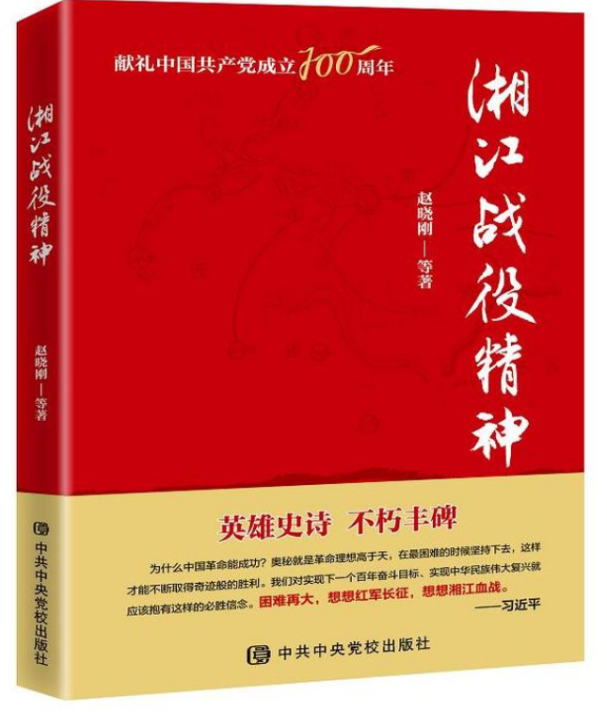 献礼中国共产党成立100周年
湘江战役精神
赵晓刚—等著
英雄史诗 不朽丰碑
为什么中国革命能成功？奥秘就是革命理想高于天，在最困难的时候坚持下去，这样
才能不断取得奇迹般的胜利。我们对实现下一个百年奋斗目标、实现中华民族伟大复兴就
应该抱有这样的必胜信念。困难再大，想想红军长征，想想湘江血战。
——习近平
中共中央党校出版社
湘江战役精神
赵晓刚—等著
中共中央党校出版社